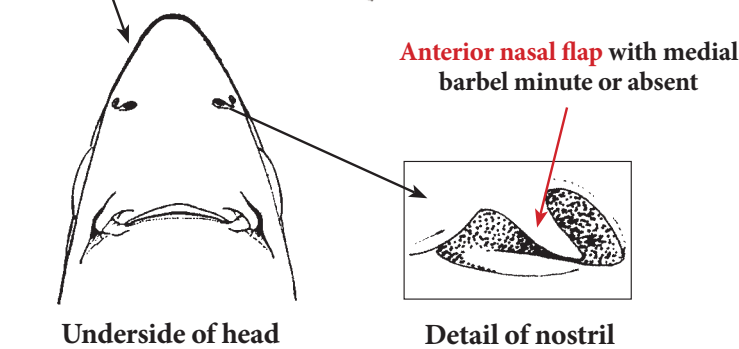 Anterior nasal flap with medial
barbel minute or absent
Underside of head
Detail of nostril